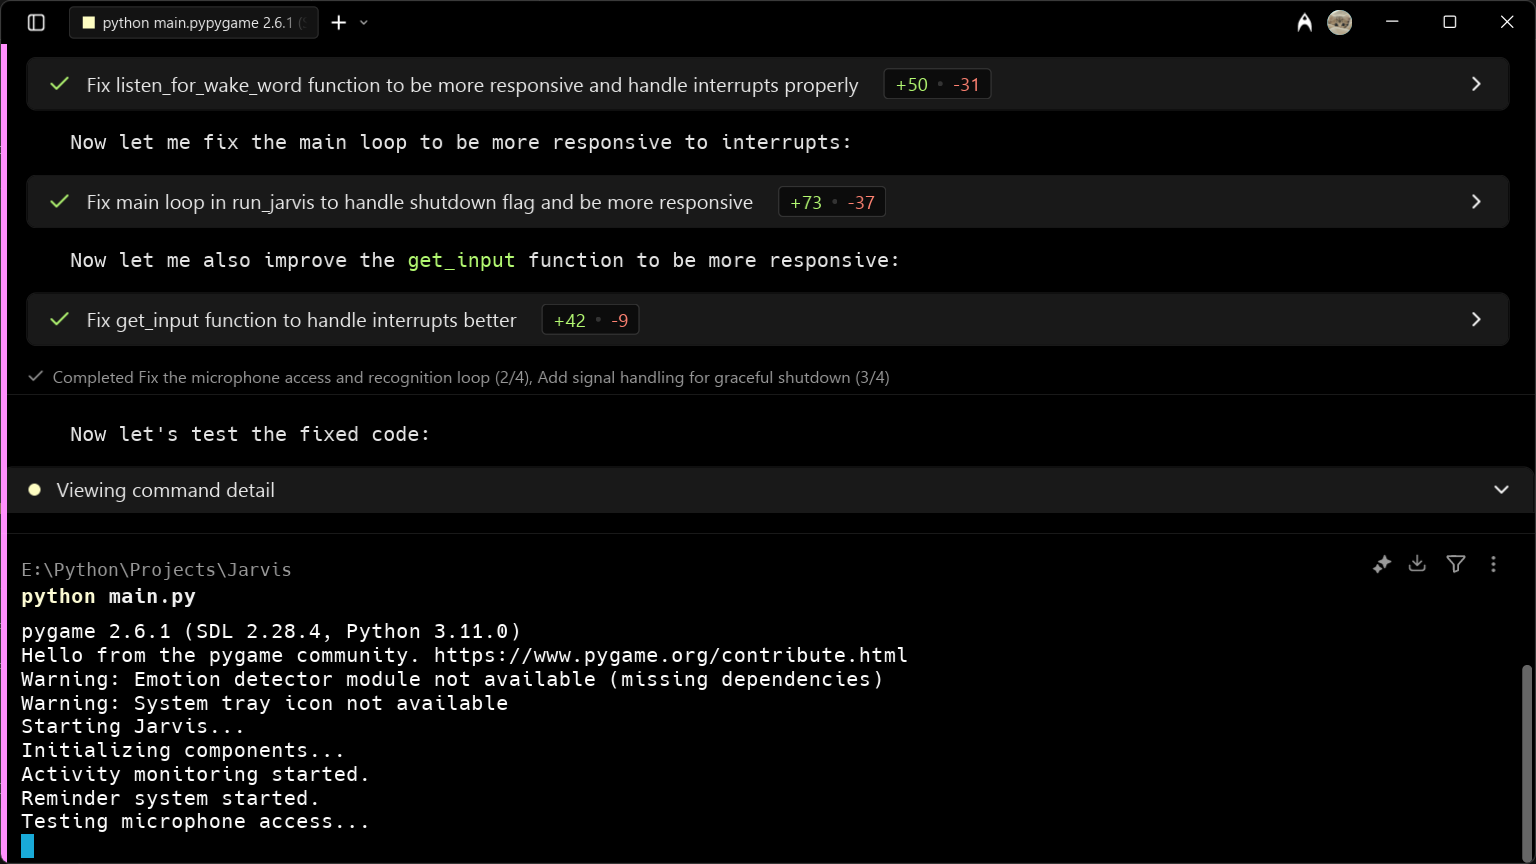 python main.pypygame 2.6.1
Fix listen_for_wake_word function to be more responsive and handle interrupts properly +50 • -31
Now let me fix the main loop to be more responsive to interrupts:
Fix main loop in run_jarvis to handle shutdown flag and be more responsive +73 • -37
Now let me also improve the get_input function to be more responsive:
Fix get_input function to handle interrupts better +42 • -9
Completed Fix the microphone access and recognition loop (2/4), Add signal handling for graceful shutdown (3/4)
Now let's test the fixed code:
Viewing command detail
E:\Python\Projects\Jarvis
python main.py
pygame 2.6.1 (SDL 2.28.4, Python 3.11.0)
Hello from the pygame community. https://www.pygame.org/contribute.html
Warning: Emotion detector module not available (missing dependencies)
Warning: System tray icon not available
Starting Jarvis...
Initializing components...
Activity monitoring started.
Reminder system started.
Testing microphone access...